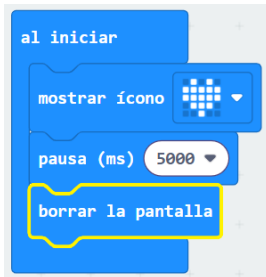 al iniciar
mostrar ícono
pausa (ms) 5000
borrar la pantalla